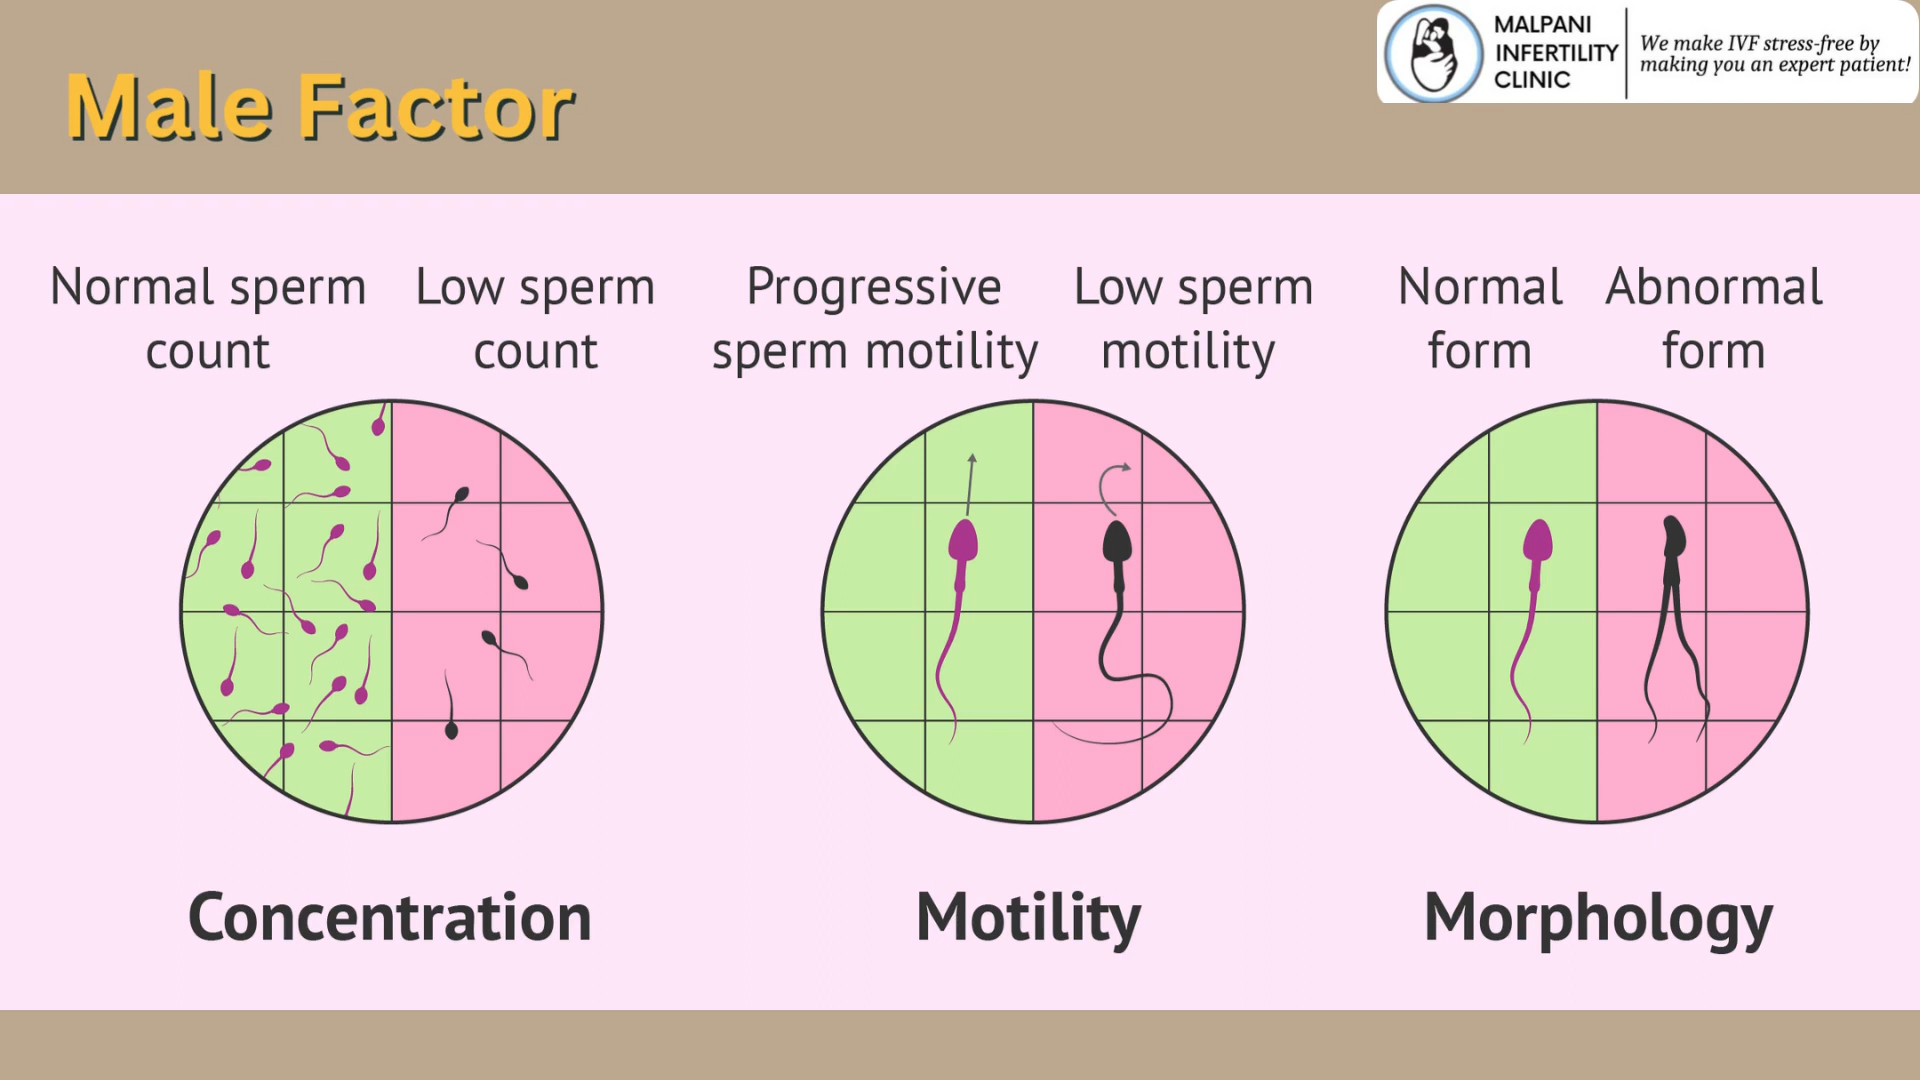 Male Factor
MALPANI
INFERTILITY
CLINIC
We make IVF stress-free by
making you an expert patient!
Normal sperm
count
Low sperm
count
Progressive
sperm motility
Low sperm
motility
Normal
form
Abnormal
form
Concentration
Motility
Morphology